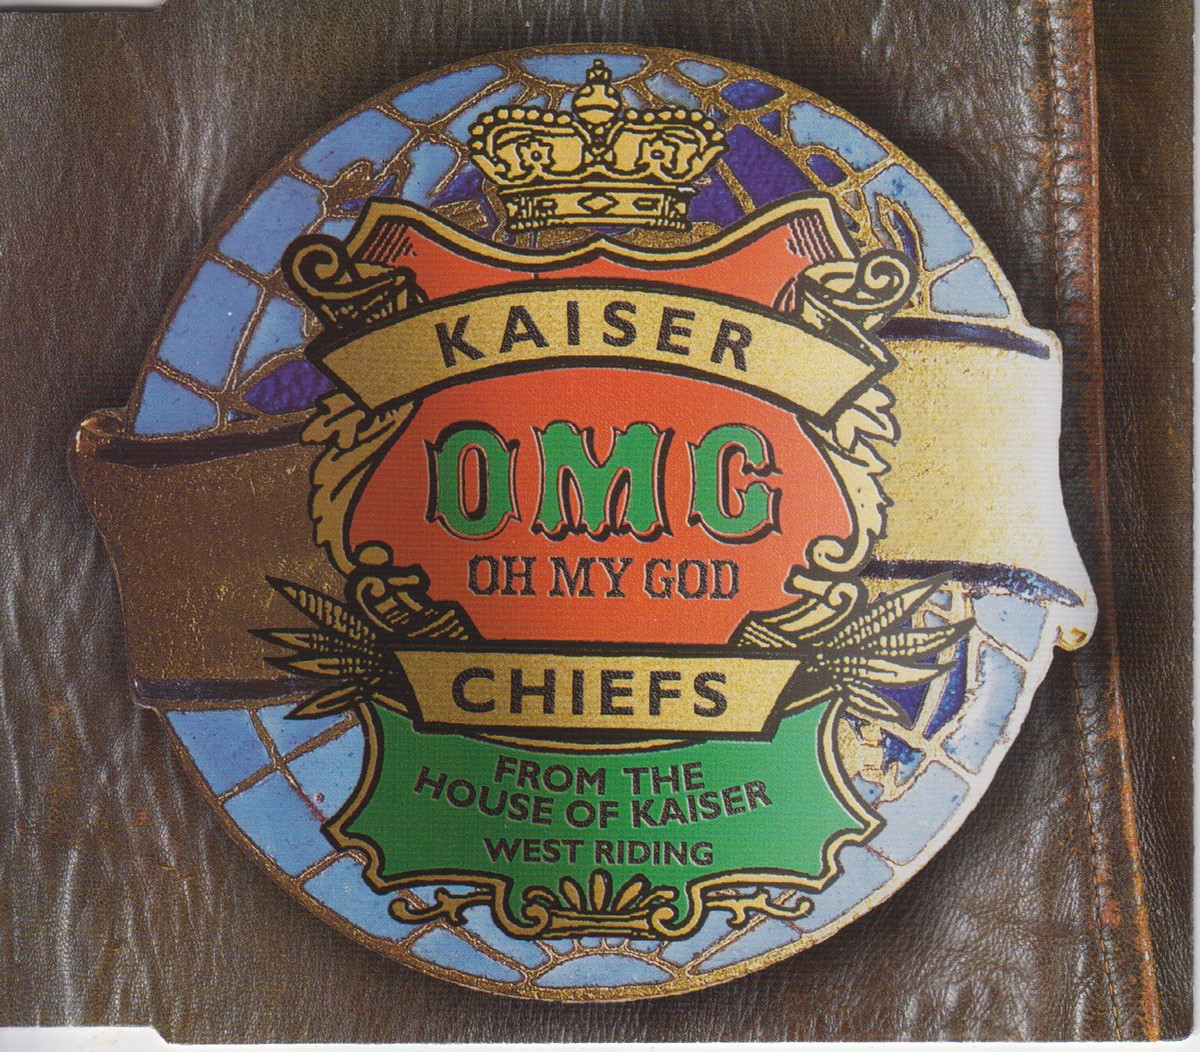 KAISER
OMG
OH MY GOD
CHIEFS
FROM THE
HOUSE OF KAISER
WEST RIDING